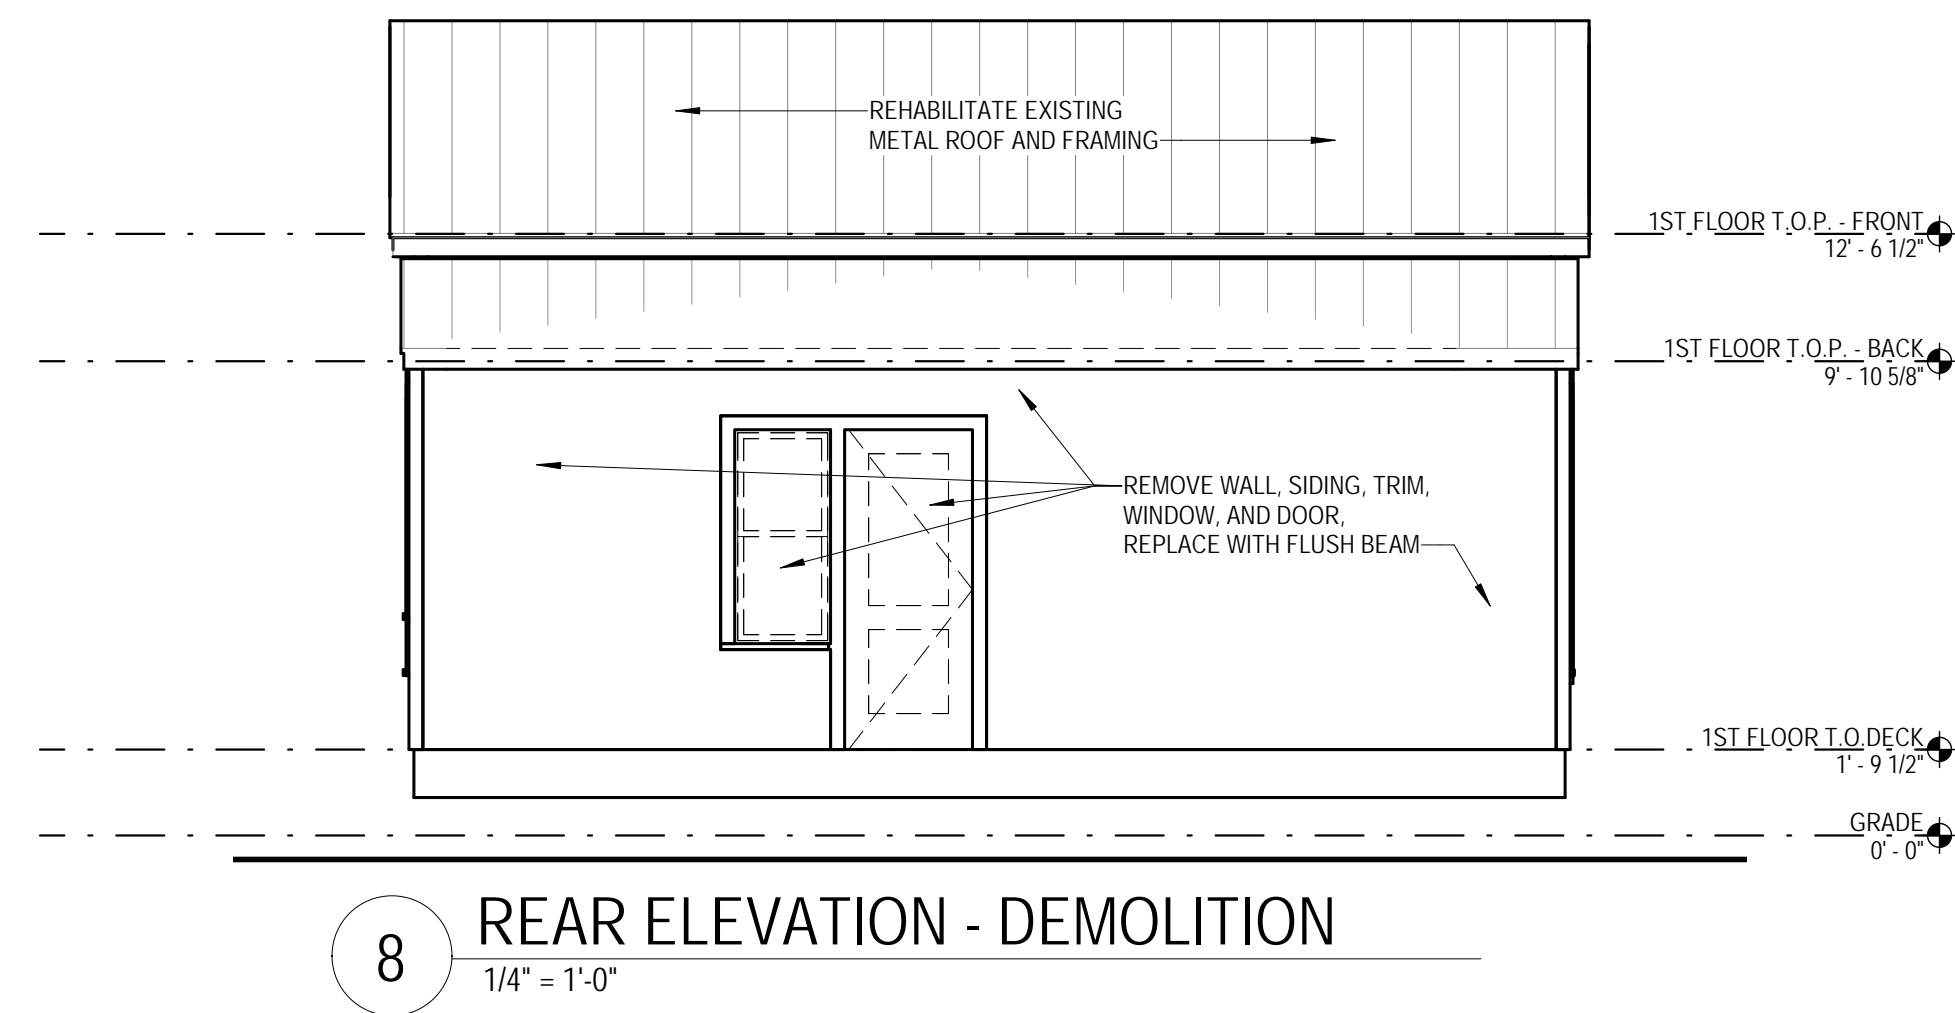 REHABILITATE EXISTING
METAL ROOF AND FRAMING
1ST FLOOR T.O.P. - FRONT
12' - 6 1/2"
1ST FLOOR T.O.P. - BACK
9' - 10 5/8"
REMOVE WALL, SIDING, TRIM,
WINDOW, AND DOOR,
REPLACE WITH FLUSH BEAM
1ST FLOOR T.O.DECK
1' - 9 1/2"
GRADE
0' - 0"
8
REAR ELEVATION - DEMOLITION
1/4" = 1'-0"